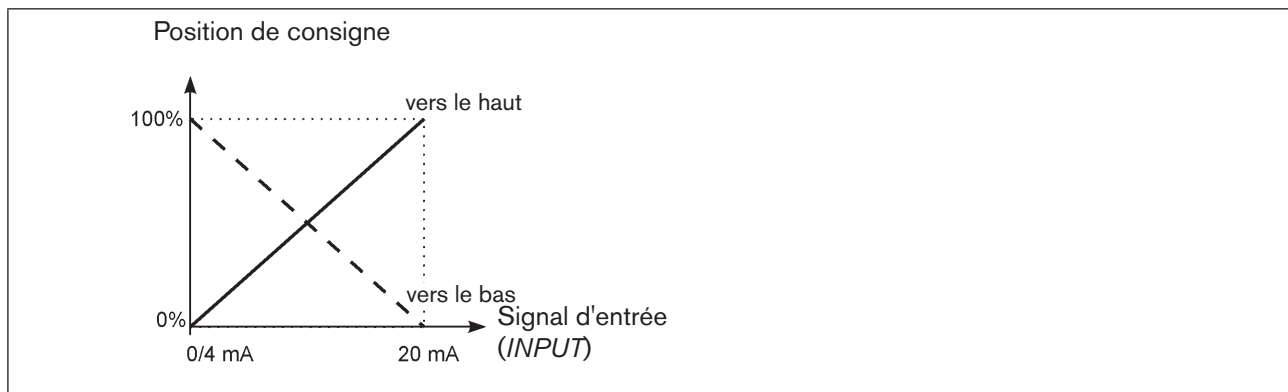 Position de consigne
vers le haut
100%
vers le bas
0%
Signal d'entrée
(INPUT)
0/4 mA
20 mA